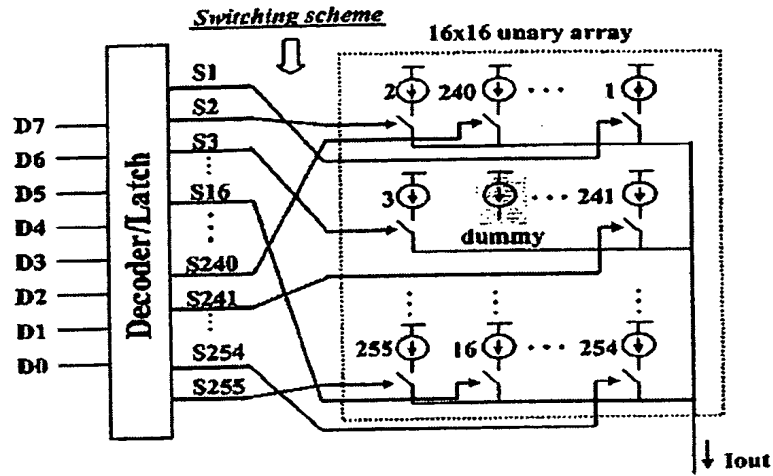 Switching scheme
16x16 unary array
Decoder/Latch
D7
D6
D5
D4
D3
D2
D1
D0
S1
S2
S3
S16
S240
S241
S254
S255
2 240 1
3 241
dummy
255 16 254
Iout